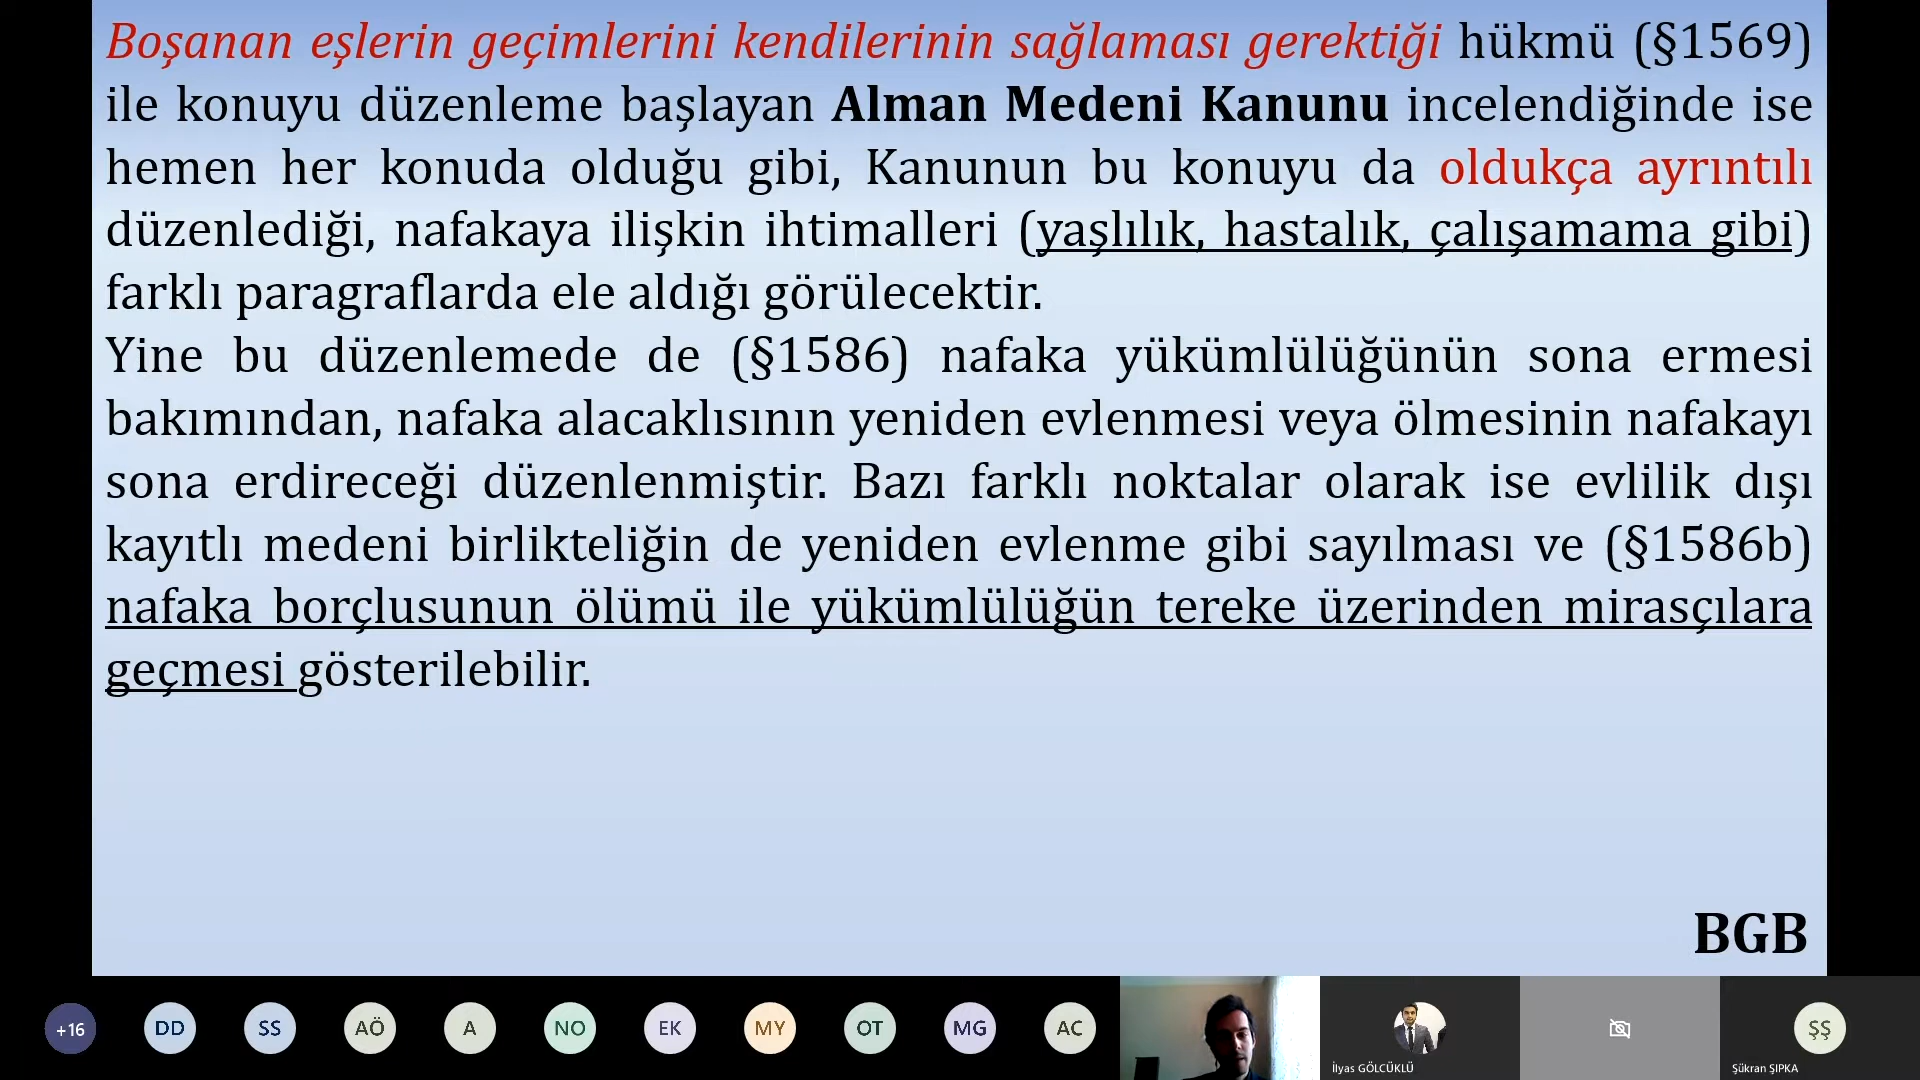 Boşanan eşlerin geçimlerini kendilerinin sağlaması gerektiği hükmü (§1569)
ile konuyu düzenleme başlayan Alman Medeni Kanunu incelendiğinde ise
hemen her konuda olduğu gibi, Kanunun bu konuyu da oldukça ayrıntılı
düzenlediği, nafakaya ilişkin ihtimalleri (yaşlılık, hastalık, çalışamama gibi)
farklı paragraflarda ele aldığı görülecektir.
Yine bu düzenlemede de (§1586) nafaka yükümlülüğünün sona ermesi
bakımından, nafaka alacaklısının yeniden evlenmesi veya ölmesinin nafakayı
sona erdireceği düzenlenmiştir. Bazı farklı noktalar olarak ise evlilik dışı
kayıtlı medeni birlikteliğin de yeniden evlenme gibi sayılması ve (§1586b)
nafaka borçlusunun ölümü ile yükümlülüğün tereke üzerinden mirasçılara
geçmesi gösterilebilir.
BGB
+16 DD SS AÖ A NO EK MY OT MG AC ŞŞ
İlyas GÖLCÜKLÜ Şükran ŞIPKA